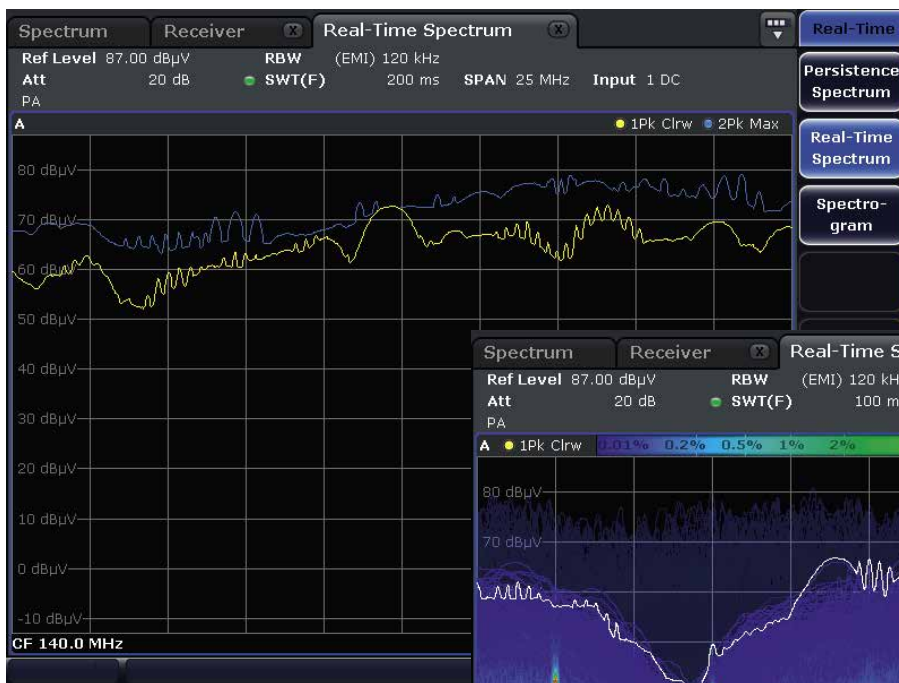 Spectrum Receiver X Real-Time Spectrum X
Real-Time
Ref Level 87.00 dBµV RBW (EMI) 120 kHz
Att 20 dB SWT(F) 200 ms SPAN 25 MHz Input 1 DC
PA
Persistence Spectrum
A 1Pk Clrw 2Pk Max
Real-Time Spectrum
80 dBµV
Spectro-
gram
70 dBµV
60 dBµV
50 dBµV
40 dBµV
30 dBµV
20 dBµV
10 dBµV
0 dBµV
-10 dBµV
CF 140.0 MHz
Spectrum Receiver X Real-Time S
Ref Level 87.00 dBµV RBW (EMI) 120 kH
Att 20 dB SWT(F) 100 m
PA
A 1Pk Clrw 0.01% 0.2% 0.5% 1% 2%
80 dBµV
70 dBµV